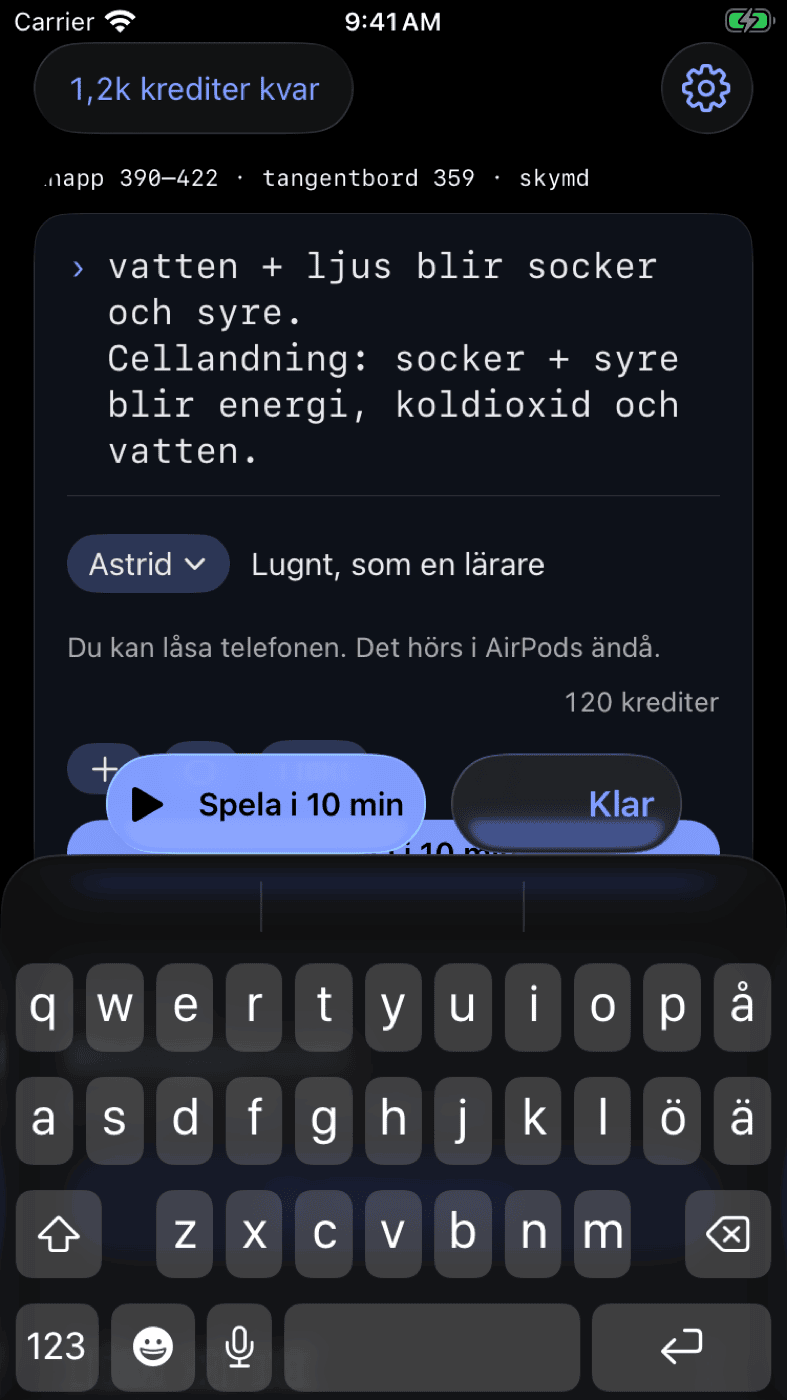 Carrier 9:41 AM
1,2k krediter kvar
390–422 · tangentbord 359 · skymd
› vatten + ljus blir socker
och syre.
Cellandning: socker + syre
blir energi, koldioxid och
vatten.
Astrid Lugnt, som en lärare
Du kan låsa telefonen. Det hörs i AirPods ändå.
120 krediter
Spela i 10 min Klar
i 10
q w e r t y u i o p å
a s d f g h j k l ö ä
z x c v b n m
123